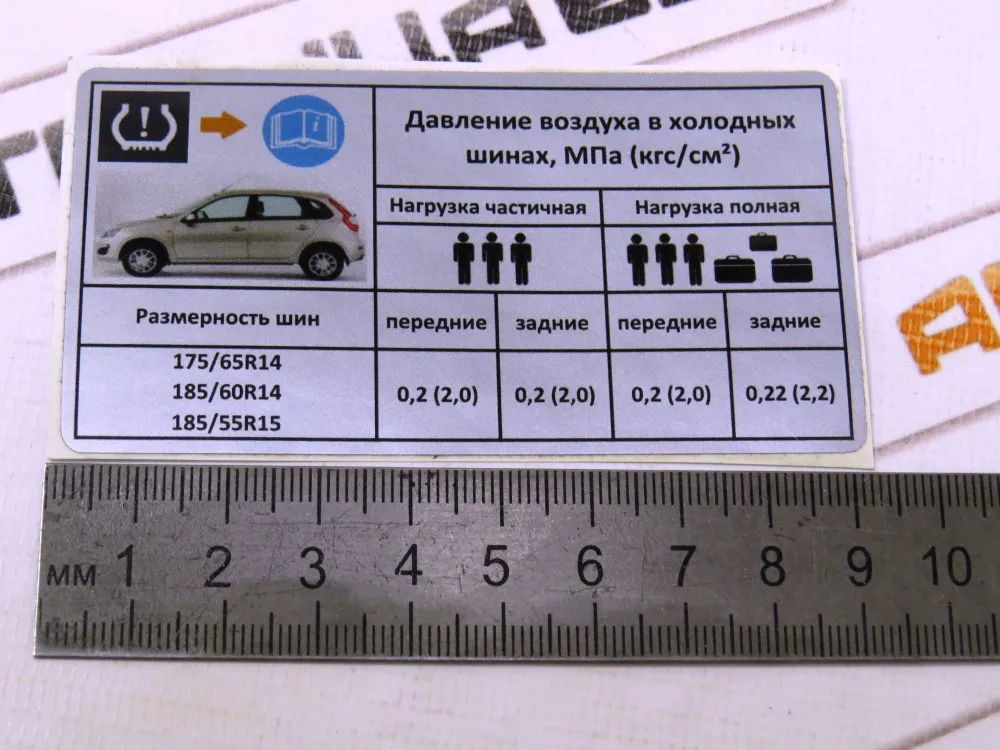 Давление воздуха в холодных
шинах, МПа (кгс/см²)
Нагрузка частичная Нагрузка полная
Размерность шин передние задние передние задние
175/65R14
185/60R14 0,2 (2,0) 0,2 (2,0) 0,2 (2,0) 0,22 (2,2)
185/55R15
мм 1 2 3 4 5 6 7 8 9 10